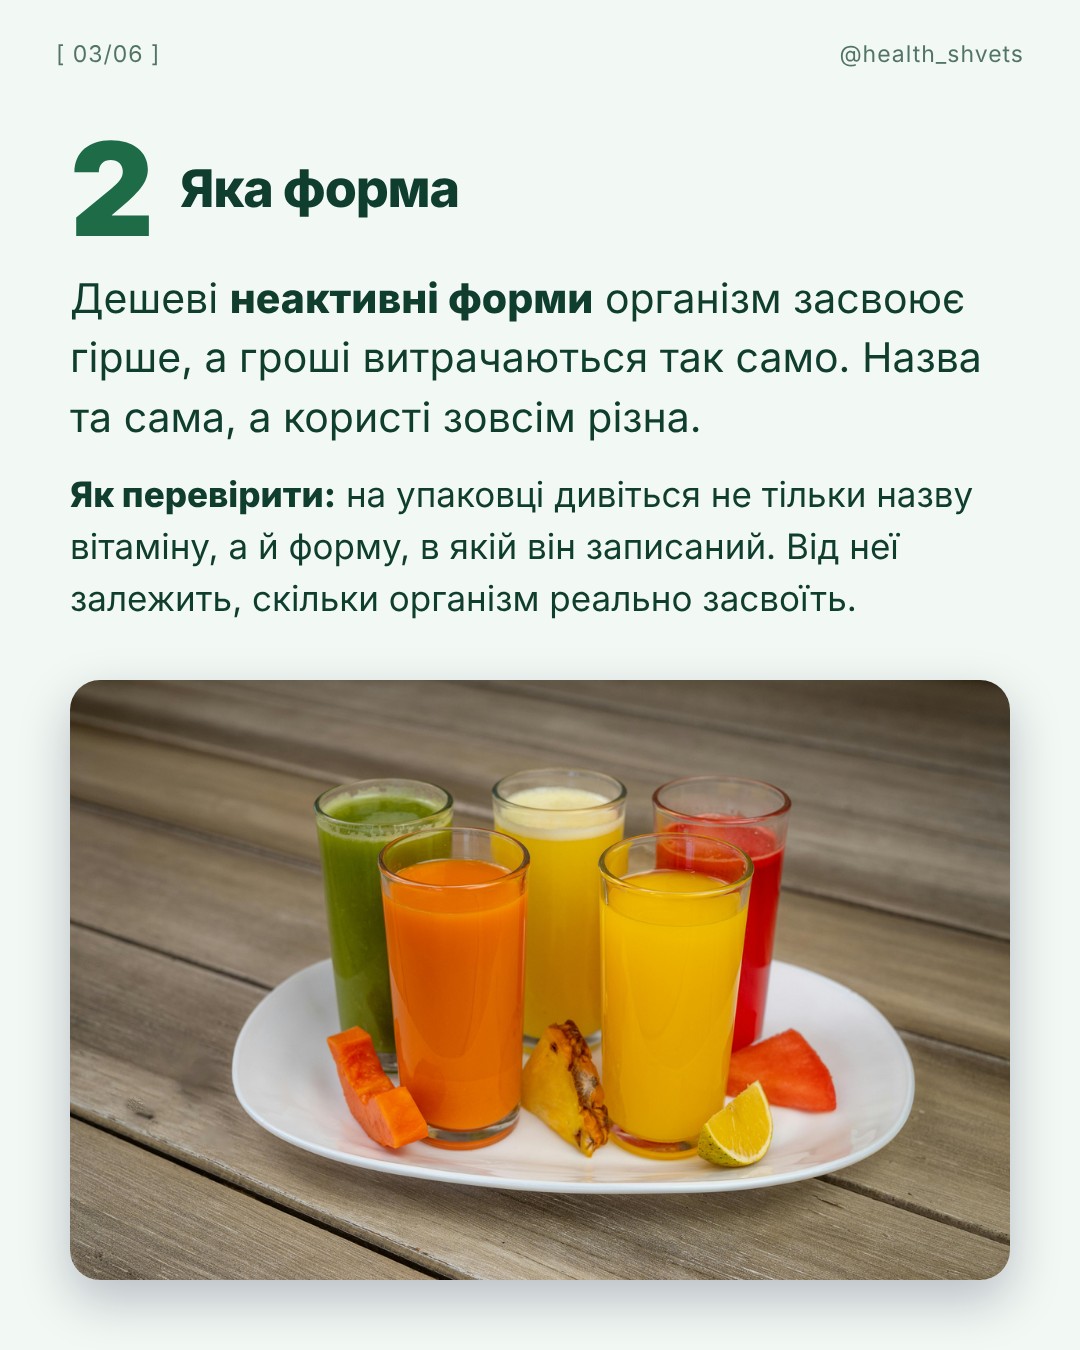 [ 03/06 ]
@health_shvets
2 Яка форма
Дешеві неактивні форми організм засвоює
гірше, а гроші витрачаються так само. Назва
та сама, а користі зовсім різна.
Як перевірити: на упаковці дивіться не тільки назву
вітаміну, а й форму, в якій він записаний. Від неї
залежить, скільки організм реально засвоїть.